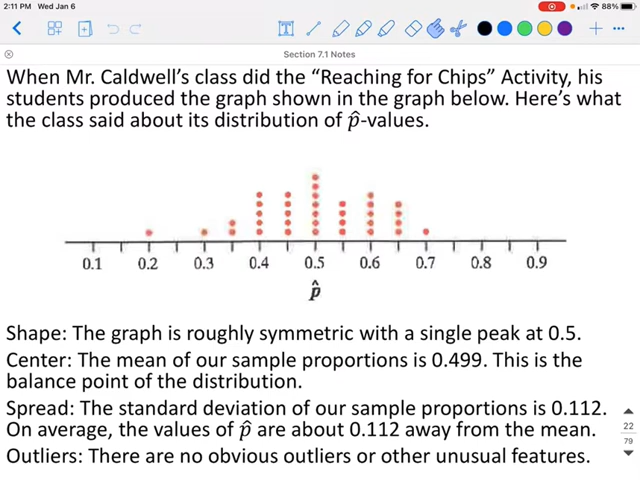 2:11 PM Wed Jan 6
88%
Section 7.1 Notes
When Mr. Caldwell's class did the "Reaching for Chips" Activity, his
students produced the graph shown in the graph below. Here's what
the class said about its distribution of p̂-values.
0.1 0.2 0.3 0.4 0.5 0.6 0.7 0.8 0.9
p̂
Shape: The graph is roughly symmetric with a single peak at 0.5.
Center: The mean of our sample proportions is 0.499. This is the
balance point of the distribution.
Spread: The standard deviation of our sample proportions is 0.112.
On average, the values of p̂ are about 0.112 away from the mean.
Outliers: There are no obvious outliers or other unusual features.
22
79